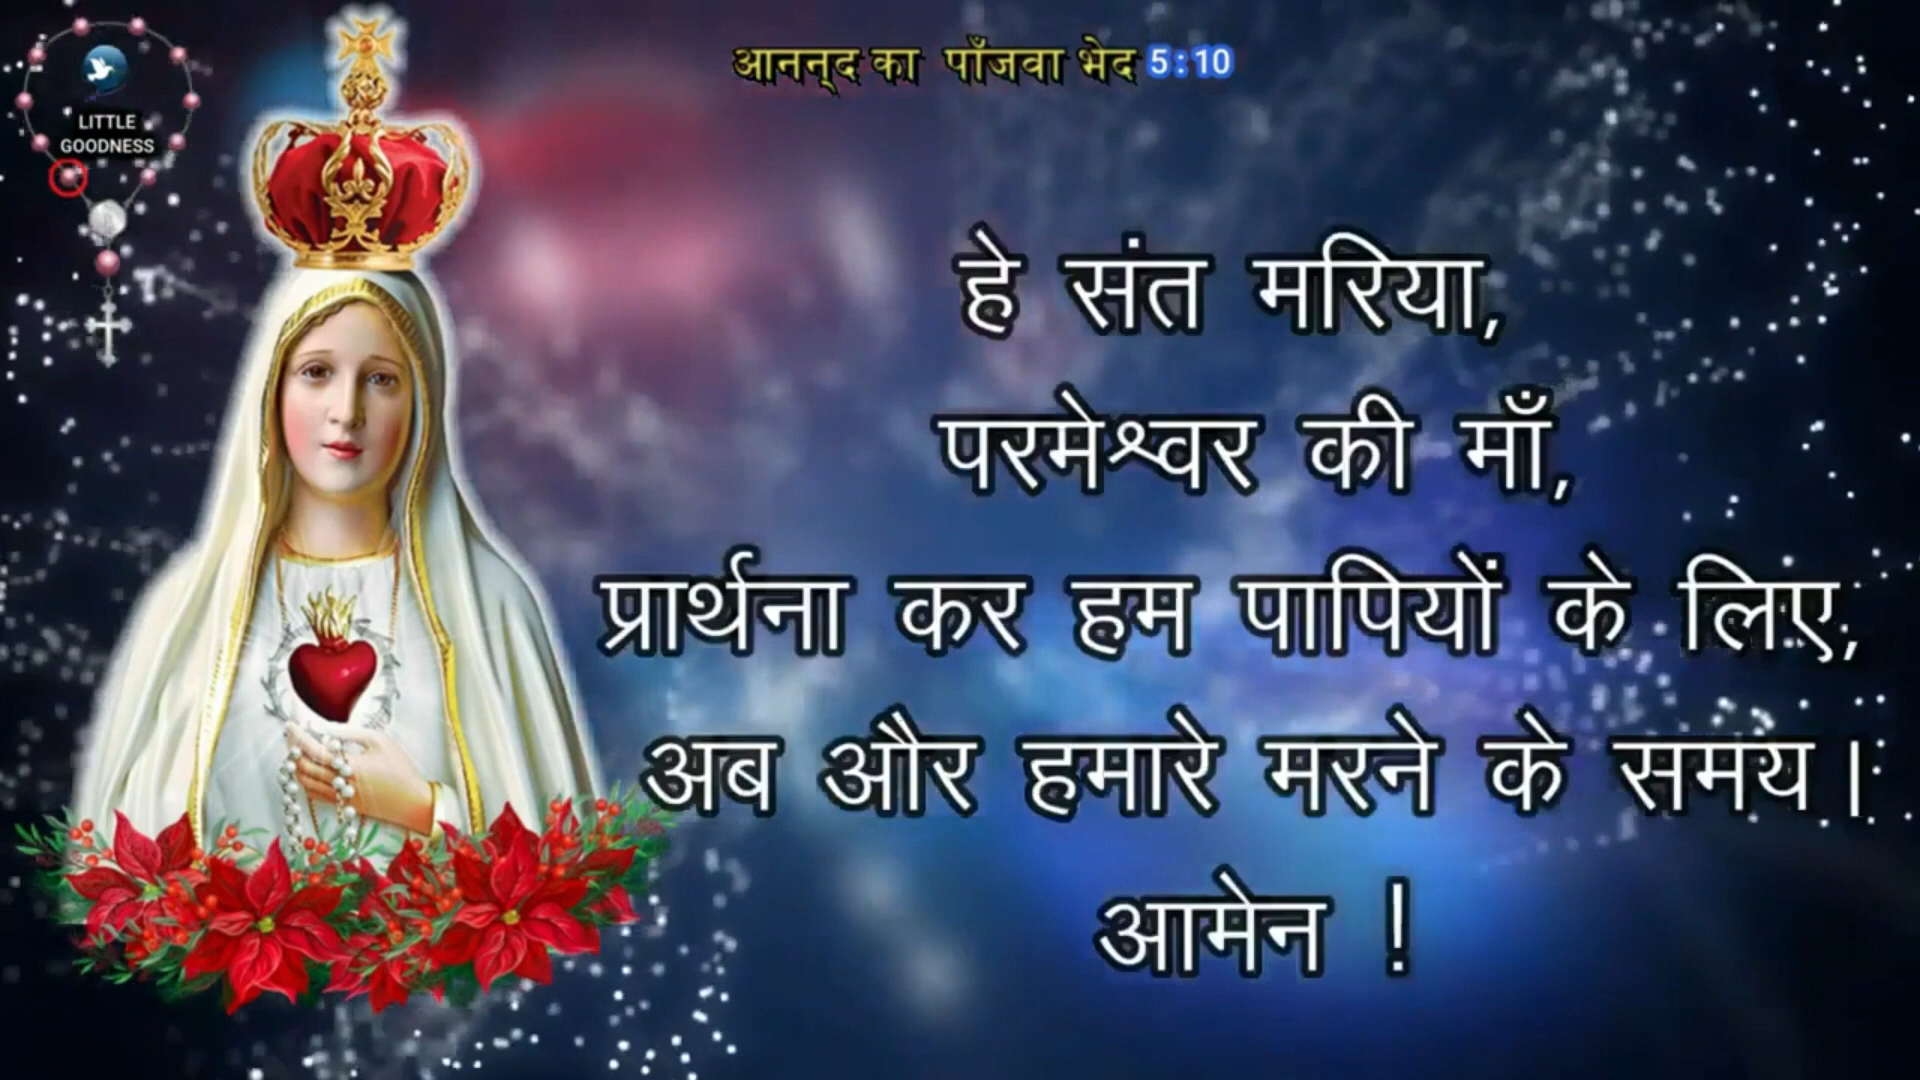 LITTLE
GOODNESS
आनन्द का पाँजवा भेद 5:10
हे संत मरिया,
परमेश्वर की माँ,
प्रार्थना कर हम पापियों के लिए,
अब और हमारे मरने के समय।
आमेन !